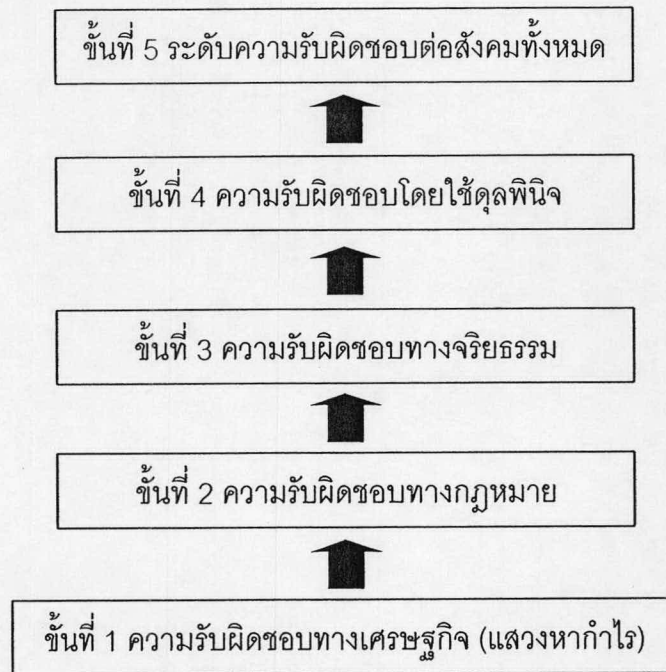 ขั้นที่ 5 ระดับความรับผิดชอบต่อสังคมทั้งหมด
ขั้นที่ 4 ความรับผิดชอบโดยใช้ดุลพินิจ
ขั้นที่ 3 ความรับผิดชอบทางจริยธรรม
ขั้นที่ 2 ความรับผิดชอบทางกฎหมาย
ขั้นที่ 1 ความรับผิดชอบทางเศรษฐกิจ (แสวงหากำไร)